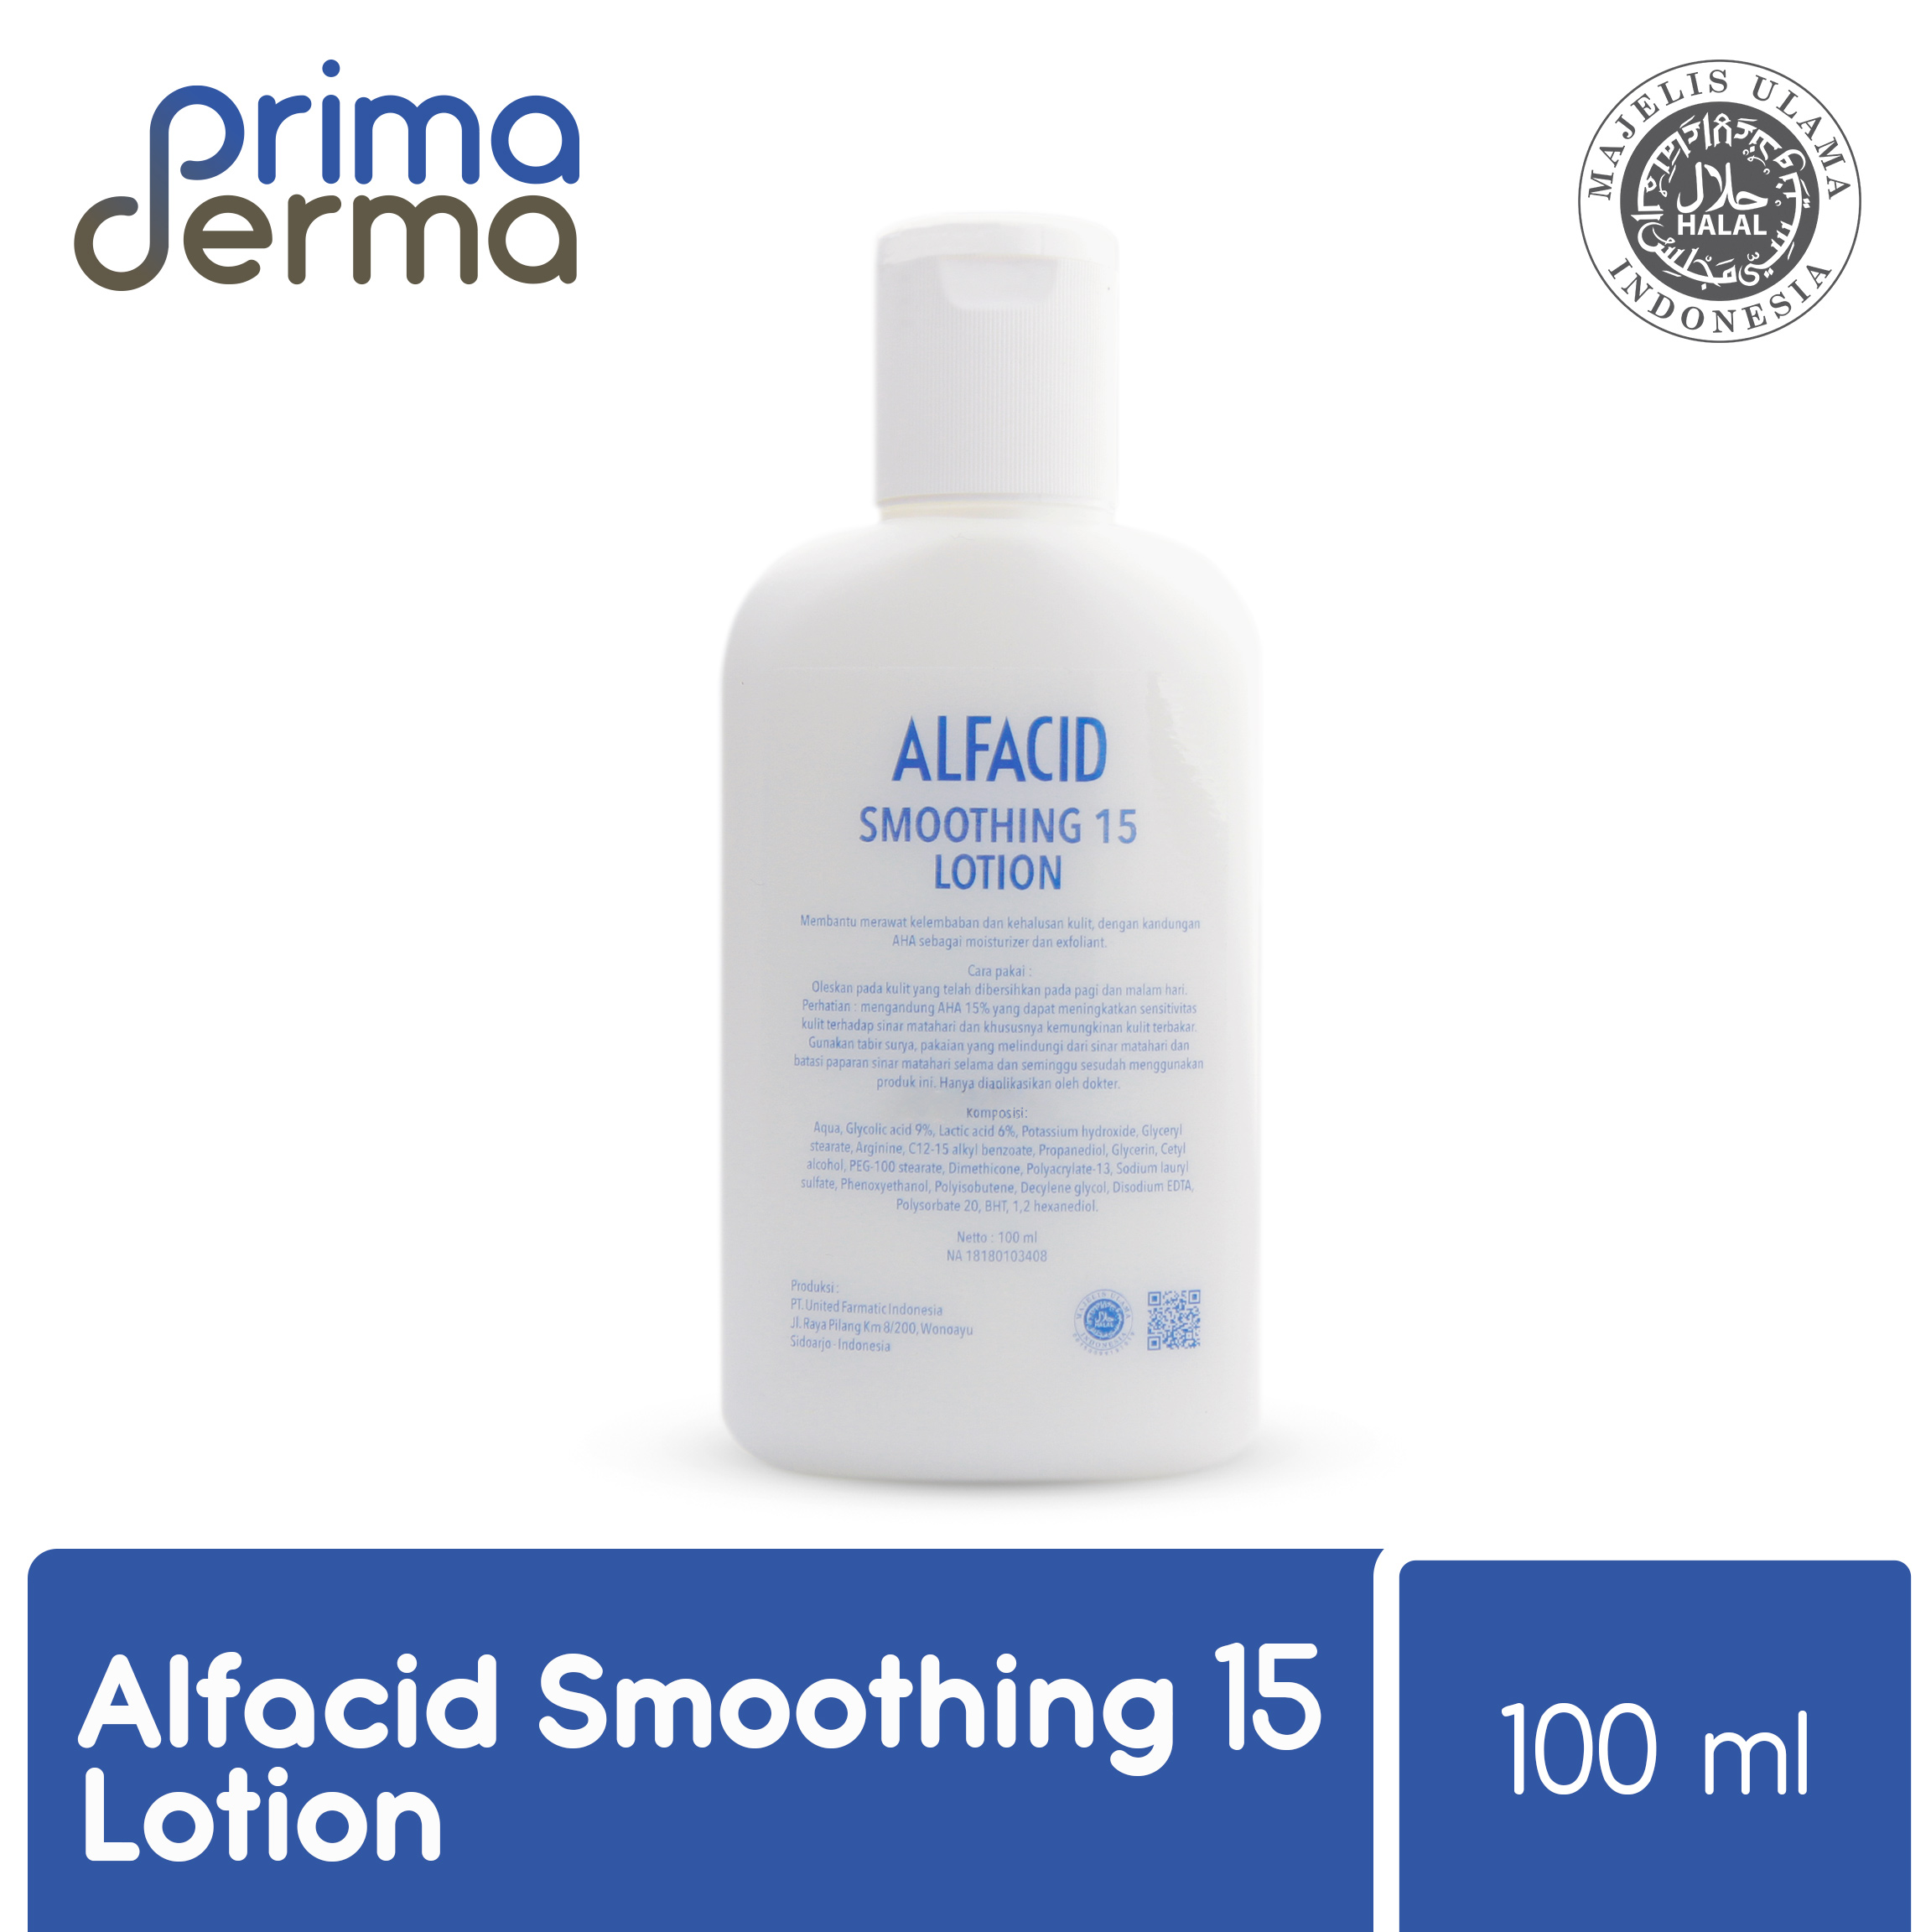 prima
derma
MAJELIS ULAMA
حلال
HALAL
INDONESIA
ALFACID
SMOOTHING 15
LOTION
Membantu merawat kelembaban dan kehalusan kulit, dengan kandungan
AHA sebagai moisturizer dan exfoliant.
Cara pakai :
Oleskan pada kulit yang telah dibersihkan pada pagi dan malam hari.
Perhatian : mengandung AHA 15% yang dapat meningkatkan sensitivitas
kulit terhadap sinar matahari dan khususnya kemungkinan kulit terbakar.
Gunakan tabir surya, pakaian yang melindungi dari sinar matahari dan
batasi paparan sinar matahari selama dan seminggu sesudah menggunakan
produk ini. Hanya diaplikasikan oleh dokter.
Komposisi:
Aqua, Glycolic acid 9%, Lactic acid 6%, Potassium hydroxide, Glyceryl
stearate, Arginine, C12-15 alkyl benzoate, Propanediol, Glycerin, Cetyl
alcohol, PEG-100 stearate, Dimethicone, Polyacrylate-13, Sodium lauryl
sulfate, Phenoxyethanol, Polyisobutene, Decylene glycol, Disodium EDTA,
Polysorbate 20, BHT, 1,2 hexanediol.
Netto : 100 ml
NA 18180103408
Produksi :
PT. United Farmatic Indonesia
Jl. Raya Pilang Km 8/200, Wonoayu
Sidoarjo - Indonesia
MAJELIS ULAMA
HALAL
INDONESIA
Alfacid Smoothing 15
Lotion
100 ml